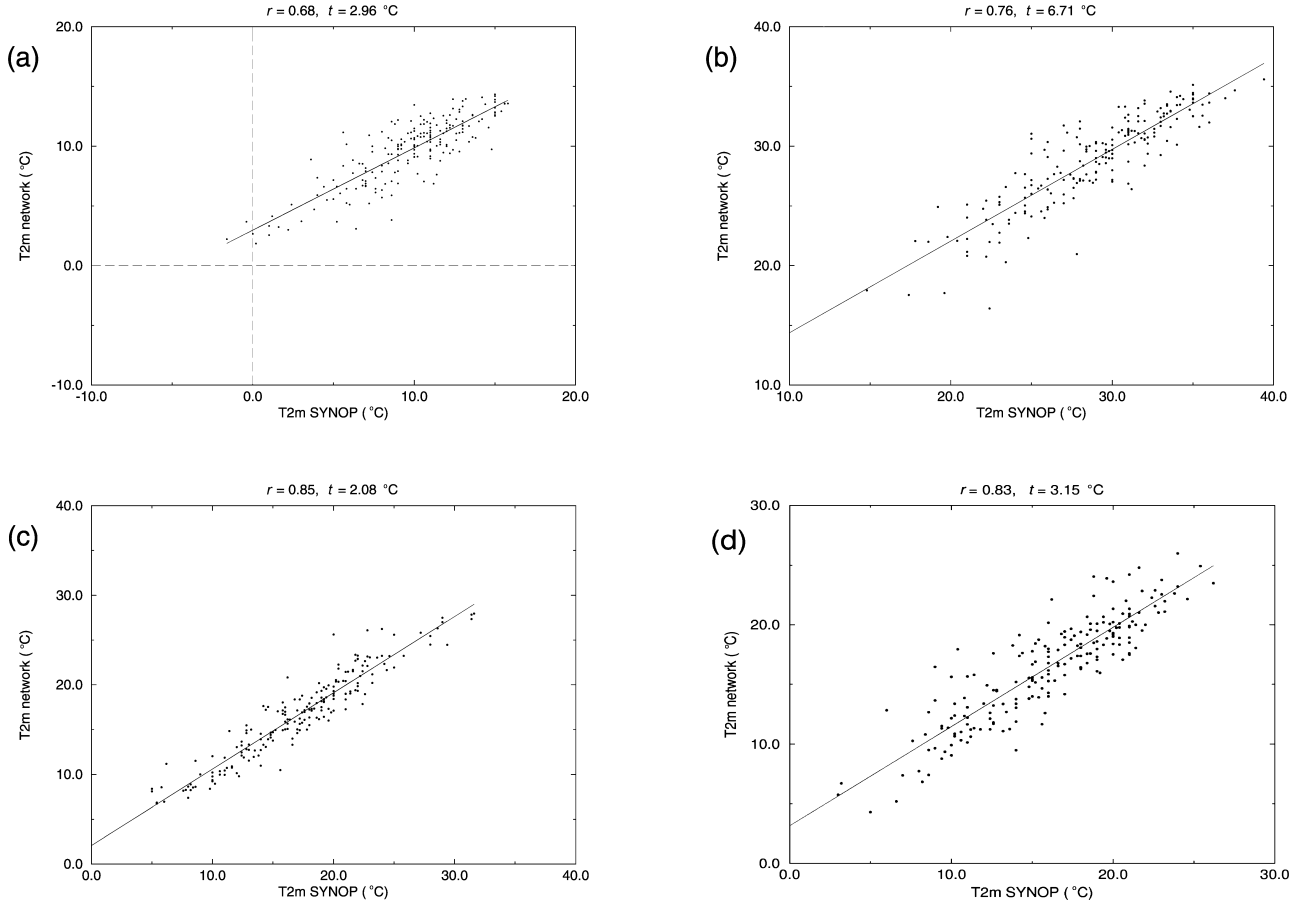 r = 0.68, t = 2.96 °C
(a)
20.0
10.0
0.0
-10.0
T2m network ( °C)
-10.0 0.0 10.0 20.0
T2m SYNOP ( °C)
r = 0.76, t = 6.71 °C
(b)
40.0
30.0
20.0
10.0
T2m network ( °C)
10.0 20.0 30.0 40.0
T2m SYNOP ( °C)
r = 0.85, t = 2.08 °C
(c)
40.0
30.0
20.0
10.0
0.0
T2m network ( °C)
0.0 10.0 20.0 30.0 40.0
T2m SYNOP ( °C)
r = 0.83, t = 3.15 °C
(d)
30.0
20.0
10.0
0.0
T2m network ( °C)
0.0 10.0 20.0 30.0
T2m SYNOP ( °C)